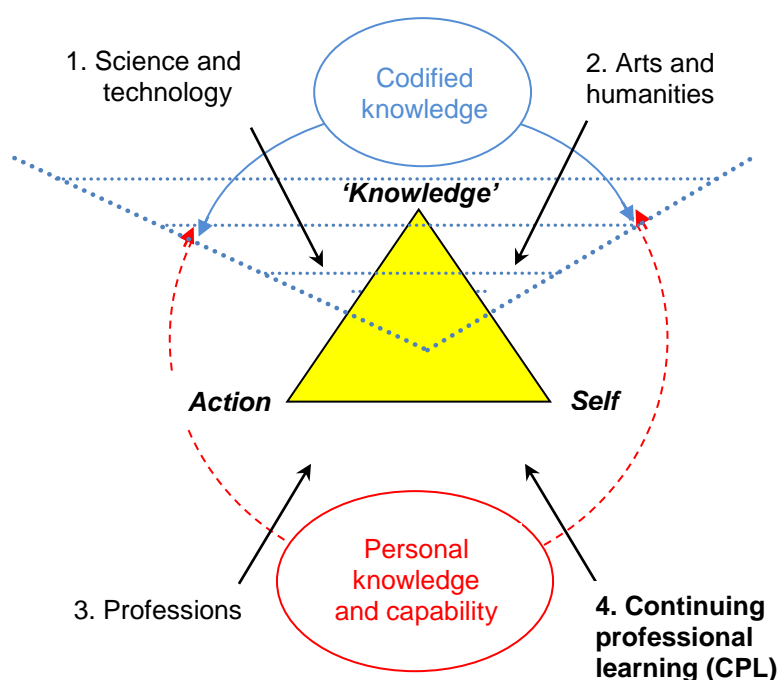 1. Science and
technology
Codified
knowledge
2. Arts and
humanities
‘Knowledge’
Action
Self
Personal
knowledge
and capability
3. Professions
4. Continuing
professional
learning (CPL)